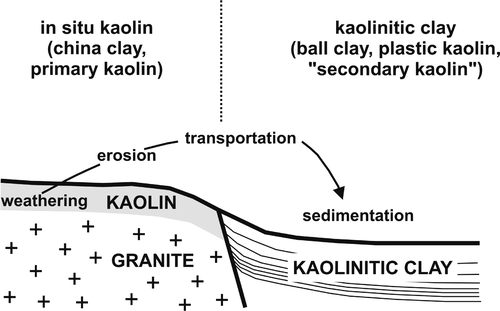 in situ kaolin
(china clay,
primary kaolin)
kaolinitic clay
(ball clay, plastic kaolin,
"secondary kaolin")
transportation
erosion
weathering
KAOLIN
sedimentation
GRANITE
KAOLINITIC CLAY